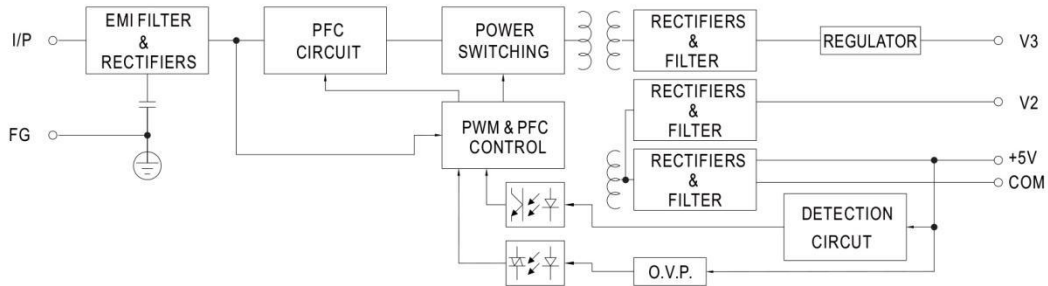 I/P
EMI FILTER
&
RECTIFIERS
PFC
CIRCUIT
POWER
SWITCHING
RECTIFIERS
&
FILTER
REGULATOR
V3
RECTIFIERS
&
FILTER
V2
FG
PWM & PFC
CONTROL
RECTIFIERS
&
FILTER
+5V
COM
DETECTION
CIRCUT
O.V.P.